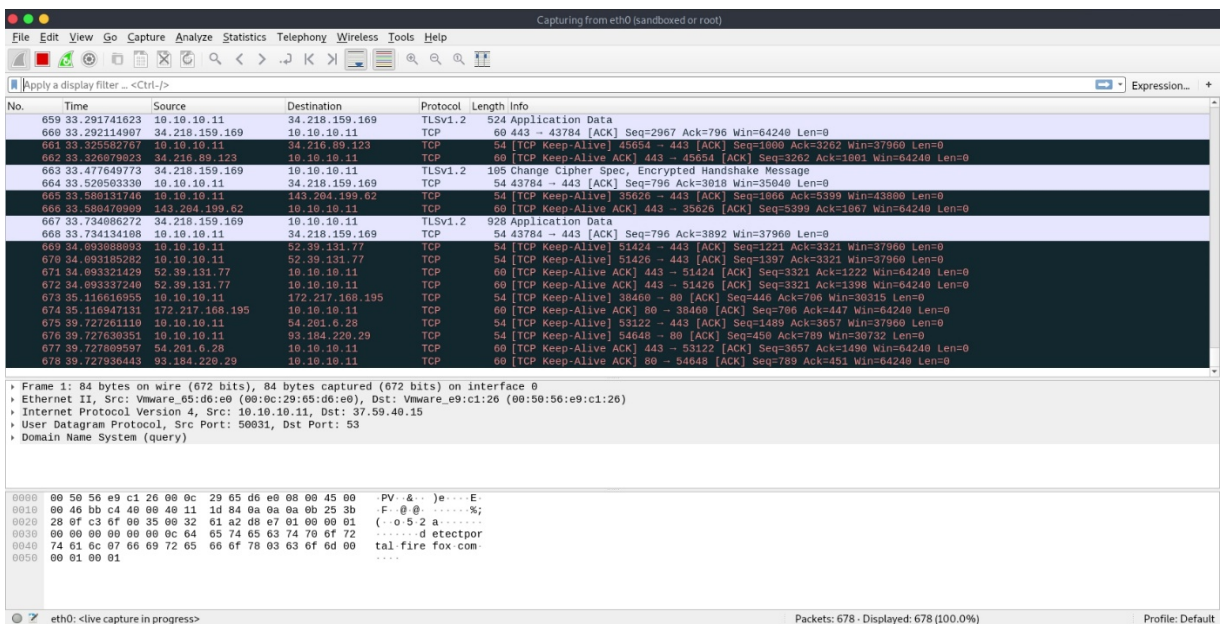 Capturing from eth0 (sandboxed or root)
File Edit View Go Capture Analyze Statistics Telephony Wireless Tools Help
Apply a display filter ... <Ctrl-/> Expression... +
No. Time Source Destination Protocol Length Info
659 33.291741623 10.10.10.11 34.218.159.169 TLSv1.2 524 Application Data
660 33.292114907 34.218.159.169 10.10.10.11 TCP 60 443 → 43784 [ACK] Seq=2967 Ack=796 Win=64240 Len=0
661 33.325582767 10.10.10.11 34.216.89.123 TCP 54 [TCP Keep-Alive] 45654 → 443 [ACK] Seq=1000 Ack=3262 Win=37960 Len=0
662 33.326079023 34.216.89.123 10.10.10.11 TCP 60 [TCP Keep-Alive ACK] 443 → 45654 [ACK] Seq=3262 Ack=1001 Win=64240 Len=0
663 33.477649773 34.218.159.169 10.10.10.11 TLSv1.2 105 Change Cipher Spec, Encrypted Handshake Message
664 33.520503330 10.10.10.11 34.218.159.169 TCP 54 43784 → 443 [ACK] Seq=796 Ack=3018 Win=35040 Len=0
665 33.580131746 10.10.10.11 143.204.199.62 TCP 54 [TCP Keep-Alive] 35626 → 443 [ACK] Seq=1066 Ack=5399 Win=43800 Len=0
666 33.580470909 143.204.199.62 10.10.10.11 TCP 60 [TCP Keep-Alive ACK] 443 → 35626 [ACK] Seq=5399 Ack=1067 Win=64240 Len=0
667 33.734086272 34.218.159.169 10.10.10.11 TLSv1.2 928 Application Data
668 33.734134108 10.10.10.11 34.218.159.169 TCP 54 43784 → 443 [ACK] Seq=796 Ack=3892 Win=37960 Len=0
669 34.093088093 10.10.10.11 52.39.131.77 TCP 54 [TCP Keep-Alive] 51424 → 443 [ACK] Seq=1221 Ack=3321 Win=37960 Len=0
670 34.093185282 10.10.10.11 52.39.131.77 TCP 54 [TCP Keep-Alive] 51426 → 443 [ACK] Seq=1397 Ack=3321 Win=37960 Len=0
671 34.093321429 52.39.131.77 10.10.10.11 TCP 60 [TCP Keep-Alive ACK] 443 → 51424 [ACK] Seq=3321 Ack=1222 Win=64240 Len=0
672 34.093337240 52.39.131.77 10.10.10.11 TCP 60 [TCP Keep-Alive ACK] 443 → 51426 [ACK] Seq=3321 Ack=1398 Win=64240 Len=0
673 35.116616955 10.10.10.11 172.217.168.195 TCP 54 [TCP Keep-Alive] 38460 → 80 [ACK] Seq=446 Ack=706 Win=30315 Len=0
674 35.116947131 172.217.168.195 10.10.10.11 TCP 60 [TCP Keep-Alive ACK] 80 → 38460 [ACK] Seq=706 Ack=447 Win=64240 Len=0
675 39.727261110 10.10.10.11 54.201.6.28 TCP 54 [TCP Keep-Alive] 53122 → 443 [ACK] Seq=1489 Ack=3657 Win=37960 Len=0
676 39.727630351 10.10.10.11 93.184.220.29 TCP 54 [TCP Keep-Alive] 54648 → 80 [ACK] Seq=450 Ack=789 Win=30732 Len=0
677 39.727809597 54.201.6.28 10.10.10.11 TCP 60 [TCP Keep-Alive ACK] 443 → 53122 [ACK] Seq=3657 Ack=1490 Win=64240 Len=0
678 39.727936443 93.184.220.29 10.10.10.11 TCP 60 [TCP Keep-Alive ACK] 80 → 54648 [ACK] Seq=789 Ack=451 Win=64240 Len=0
Frame 1: 84 bytes on wire (672 bits), 84 bytes captured (672 bits) on interface 0
Ethernet II, Src: Vmware_65:d6:e0 (00:0c:29:65:d6:e0), Dst: Vmware_e9:c1:26 (00:50:56:e9:c1:26)
Internet Protocol Version 4, Src: 10.10.10.11, Dst: 37.59.40.15
User Datagram Protocol, Src Port: 50031, Dst Port: 53
Domain Name System (query)
0000 00 50 56 e9 c1 26 00 0c 29 65 d6 e0 08 00 45 00 ·PV··&·· )e····E·
0010 00 46 bb c4 40 00 40 11 1d 84 0a 0a 0a 0b 25 3b ·F··@·@· ······%;
0020 28 0f c3 6f 00 35 00 32 61 a2 d8 e7 01 00 00 01 (··o·5·2 a·······
0030 00 00 00 00 00 00 0c 64 65 74 65 63 74 70 6f 72 ·······d etectpor
0040 74 61 6c 07 66 69 72 65 66 6f 78 03 63 6f 6d 00 tal·fire fox·com·
0050 00 01 00 01 ····
eth0: <live capture in progress> Packets: 678 · Displayed: 678 (100.0%) Profile: Default